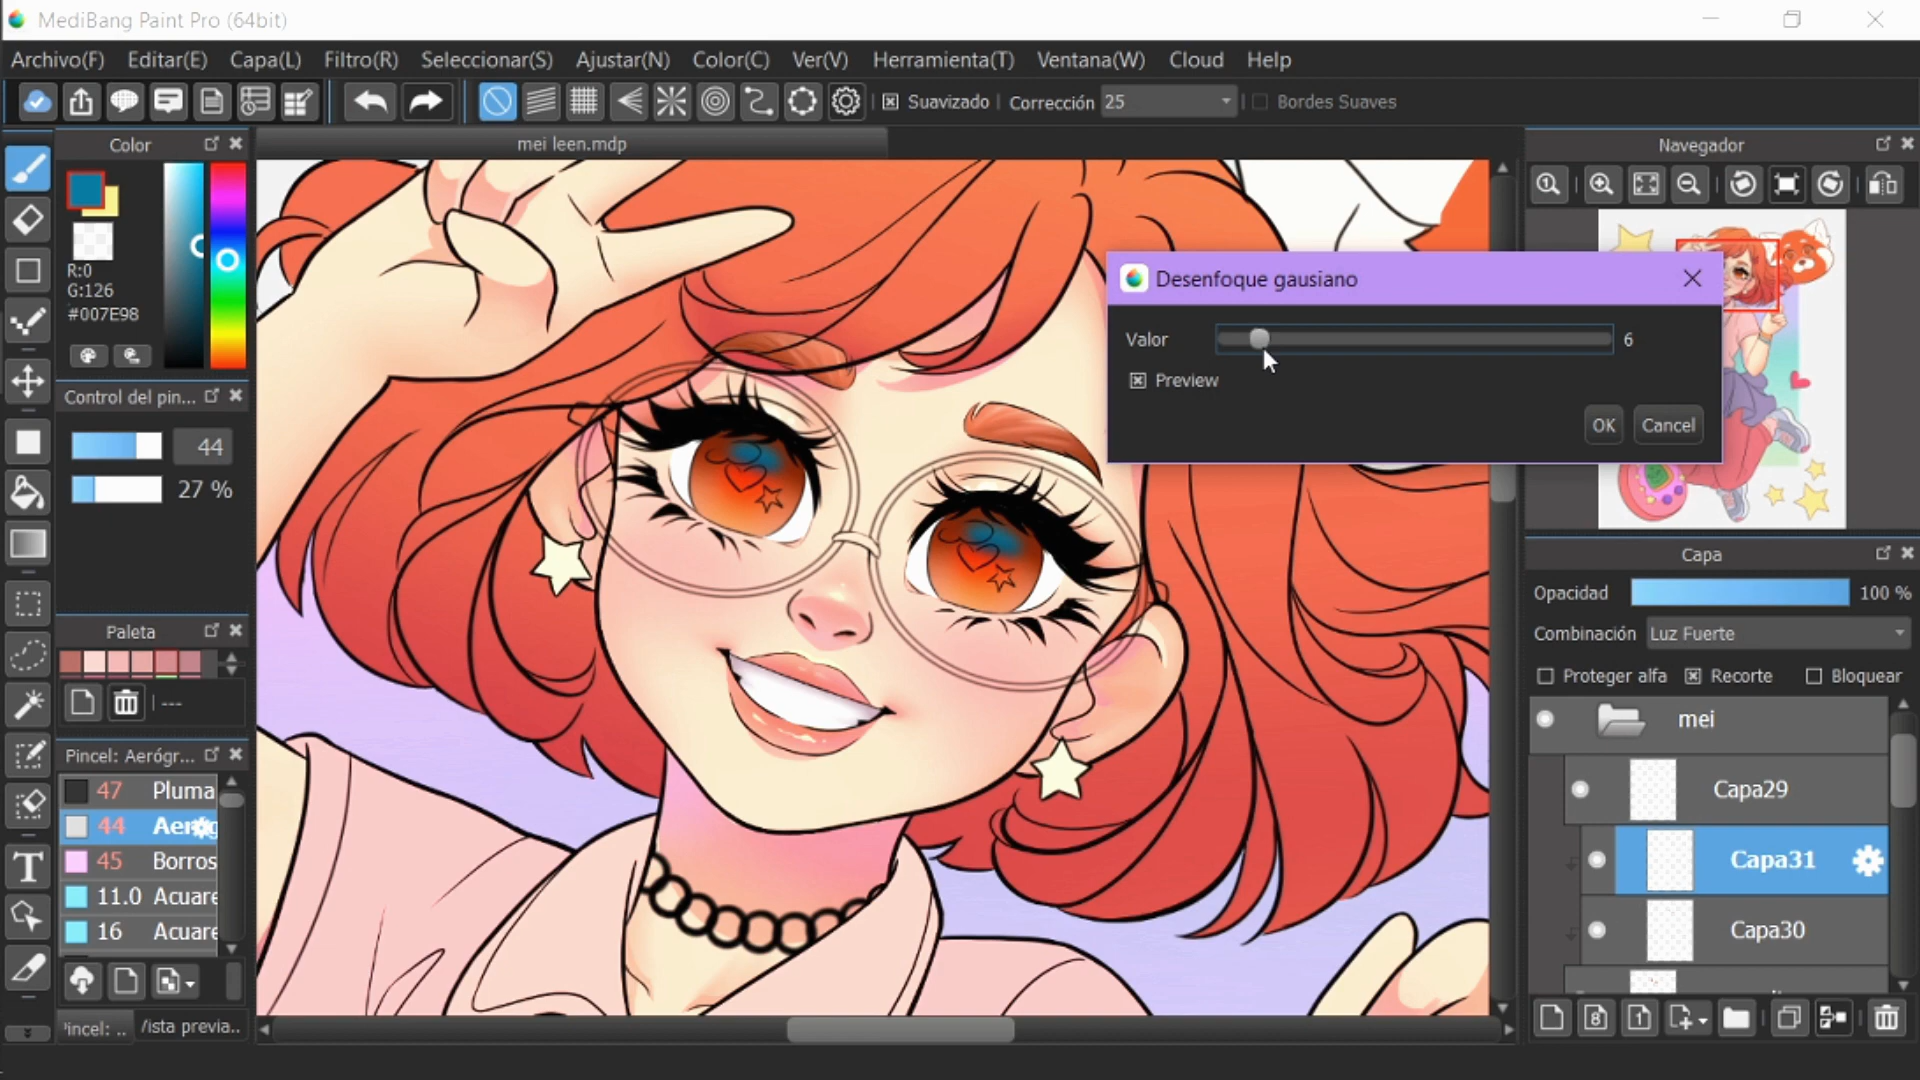 MediBang Paint Pro (64bit)
Archivo(F) Editar(E) Capa(L) Filtro(R) Seleccionar(S) Ajustar(N) Color(C) Ver(V) Herramienta(T) Ventana(W) Cloud Help
Suavizado Corrección 25 Bordes Suaves
Color
mei leen.mdp
Navegador
R:0
G:126
#007E98
Desenfoque gausiano
Valor 6
Preview
OK Cancel
Control del pin...
44
27 %
Capa
Opacidad 100 %
Combinación Luz Fuerte
Proteger alfa Recorte Bloquear
Paleta
---
mei
Capa29
Capa31
Capa30
Pincel: Aerógr...
47 Pluma
44
45 Borros
11.0 Acuare
16 Acuare
'incel: .. /ista previa..